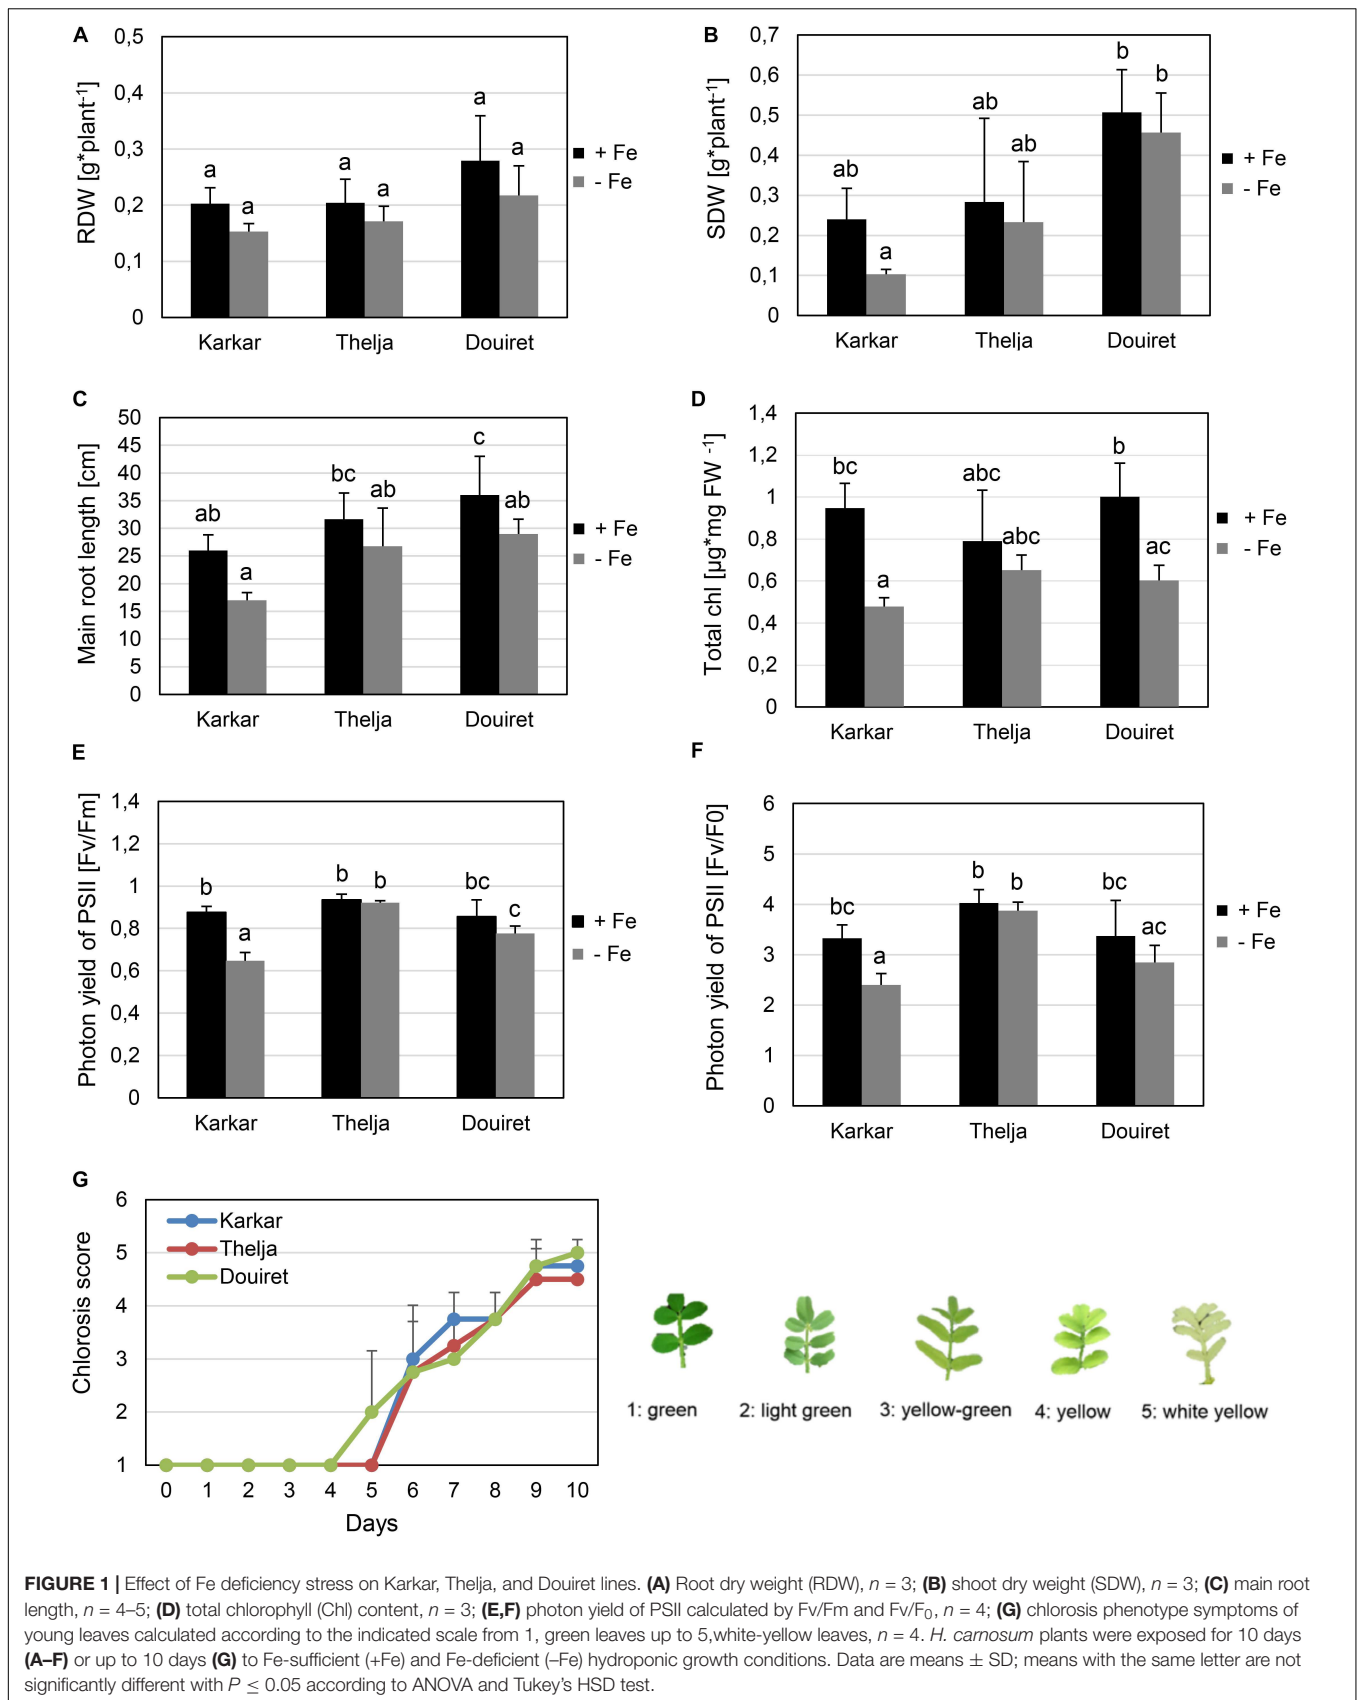 A
0,5
0,4
0,3
0,2
0,1
0
RDW [g*plant-1]
a
a
a
a
a
a
Karkar
Thelja
Douiret
+ Fe
- Fe
B
0,7
0,6
0,5
0,4
0,3
0,2
0,1
0
SDW [g*plant-1]
ab
a
ab
ab
b
b
Karkar
Thelja
Douiret
+ Fe
- Fe
C
50
45
40
35
30
25
20
15
10
5
0
Main root length [cm]
ab
a
bc
ab
c
ab
Karkar
Thelja
Douiret
+ Fe
- Fe
D
1,4
1,2
1
0,8
0,6
0,4
0,2
0
Total chl [µg*mg FW -1]
bc
a
abc
abc
b
ac
Karkar
Thelja
Douiret
+ Fe
- Fe
E
1,4
1,2
1
0,8
0,6
0,4
0,2
0
Photon yield of PSII [Fv/Fm]
b
a
b
b
bc
c
Karkar
Thelja
Douiret
+ Fe
- Fe
F
6
5
4
3
2
1
0
Photon yield of PSII [Fv/F0]
bc
a
b
b
bc
ac
Karkar
Thelja
Douiret
+ Fe
- Fe
G
6
5
4
3
2
1
Chlorosis score
Karkar
Thelja
Douiret
0 1 2 3 4 5 6 7 8 9 10
Days
1: green 2: light green 3: yellow-green 4: yellow 5: white yellow
FIGURE 1 | Effect of Fe deficiency stress on Karkar, Thelja, and Douiret lines. (A) Root dry weight (RDW), n = 3; (B) shoot dry weight (SDW), n = 3; (C) main root
length, n = 4–5; (D) total chlorophyll (Chl) content, n = 3; (E,F) photon yield of PSII calculated by Fv/Fm and Fv/F0, n = 4; (G) chlorosis phenotype symptoms of
young leaves calculated according to the indicated scale from 1, green leaves up to 5,white-yellow leaves, n = 4. H. carnosum plants were exposed for 10 days
(A–F) or up to 10 days (G) to Fe-sufficient (+Fe) and Fe-deficient (–Fe) hydroponic growth conditions. Data are means ± SD; means with the same letter are not
significantly different with P ≤ 0.05 according to ANOVA and Tukey's HSD test.